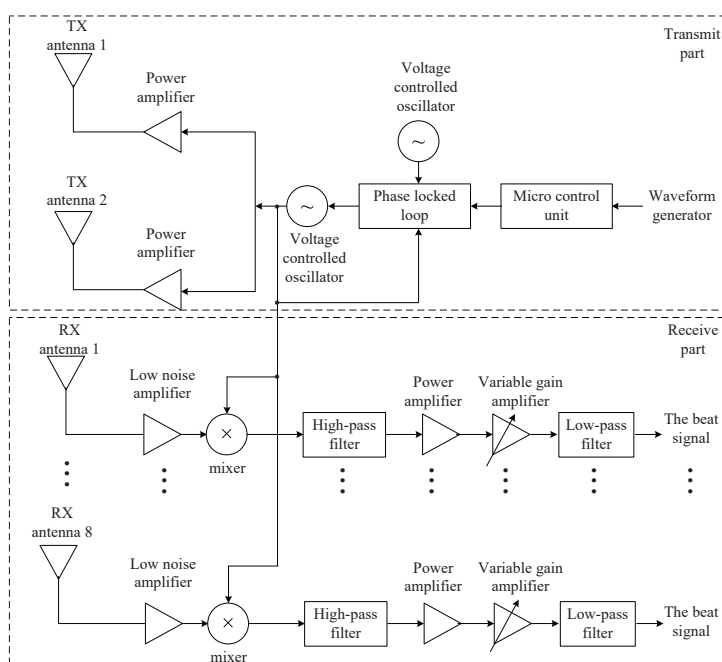 TX
antenna 1
Power
amplifier
Voltage
controlled
oscillator
Transmit
part
~
TX
antenna 2
Power
amplifier
~
Voltage
controlled
oscillator
Phase locked
loop
Micro control
unit
Waveform
generator
RX
antenna 1
Receive
part
Low noise
amplifier
×
mixer
High-pass
filter
Power
amplifier
Variable gain
amplifier
Low-pass
filter
The beat
signal
RX
antenna 8
Low noise
amplifier
×
mixer
High-pass
filter
Power
amplifier
Variable gain
amplifier
Low-pass
filter
The beat
signal